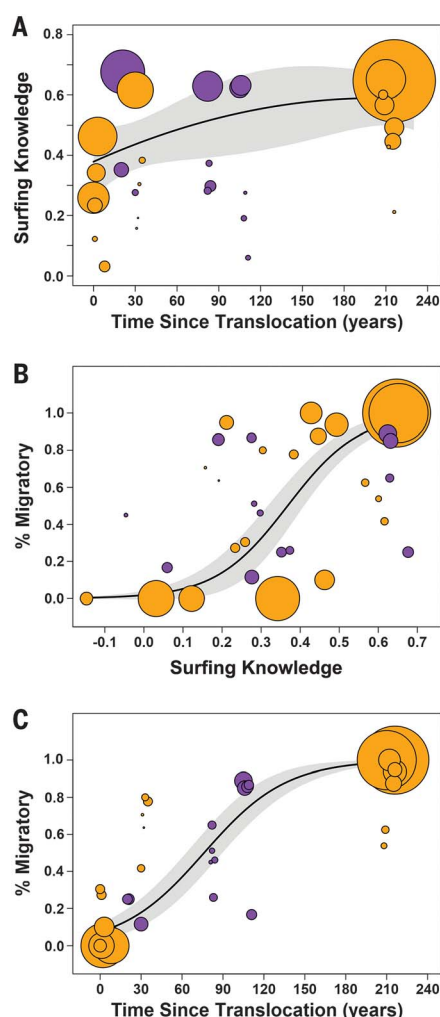 A
Surfing Knowledge
0.8
0.6
0.4
0.2
0.0
0 30 60 90 120 150 180 210 240
Time Since Translocation (years)
B
% Migratory
1.0
0.8
0.6
0.4
0.2
0.0
-0.1 0.0 0.1 0.2 0.3 0.4 0.5 0.6 0.7
Surfing Knowledge
C
% Migratory
1.0
0.8
0.6
0.4
0.2
0.0
0 30 60 90 120 150 180 210 240
Time Since Translocation (years)